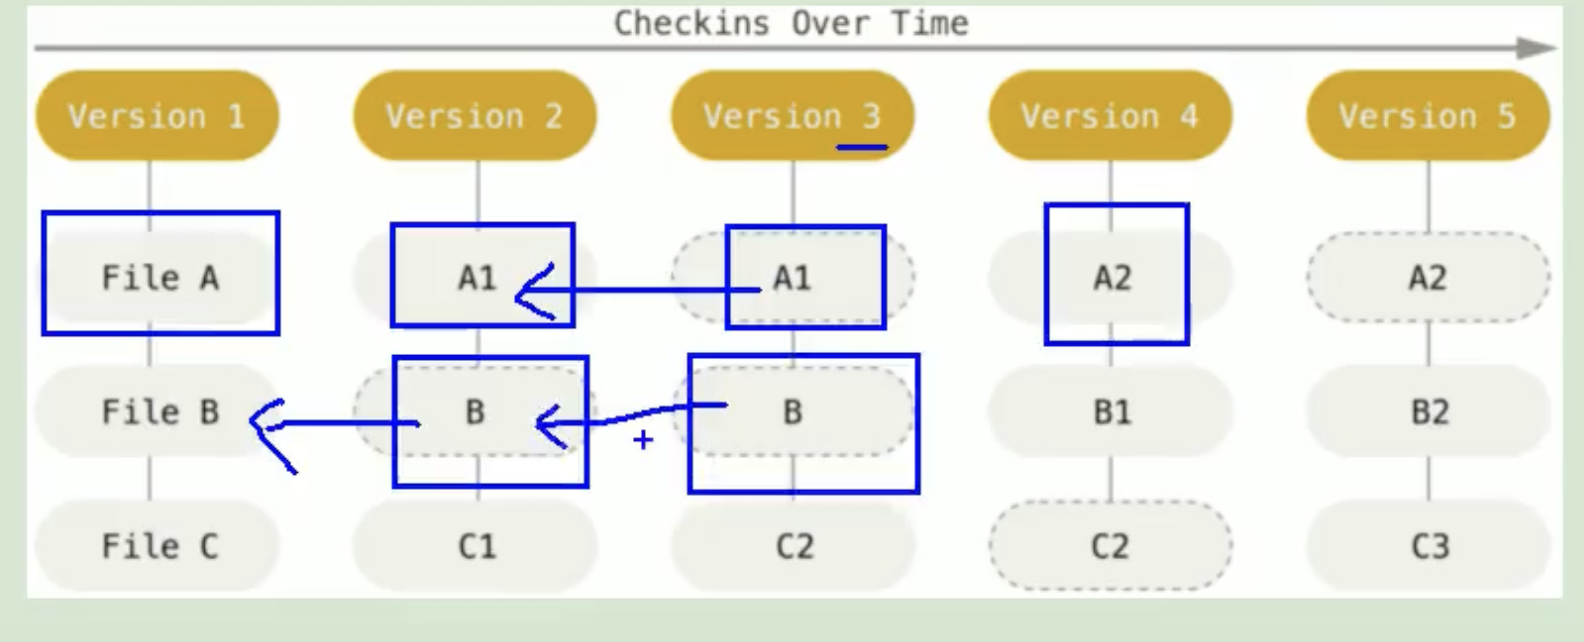 Checkins Over Time
Version 1 Version 2 Version 3 Version 4 Version 5
File A A1 A1 A2 A2
File B B B B1 B2
+
File C C1 C2 C2 C3